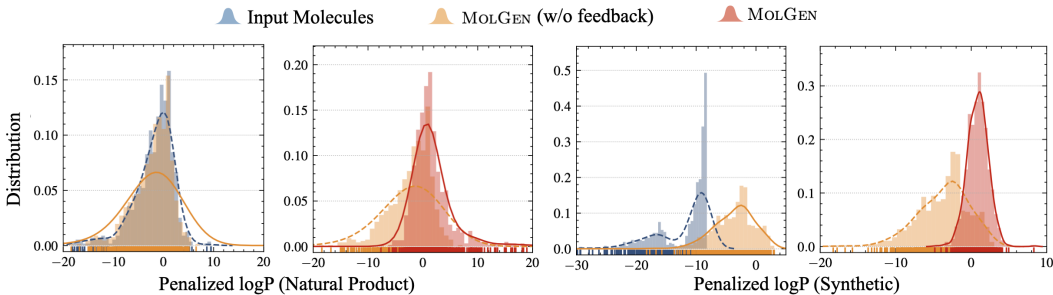 Input Molecules MOLGEN (w/o feedback) MOLGEN
Distribution
0.15
0.10
0.05
0.00
−20 −10 0 10 20
0.20
0.15
0.10
0.05
0.00
−20 −10 0 10 20
Penalized logP (Natural Product)
0.5
0.4
0.3
0.2
0.1
0.0
−30 −20 −10 0
0.3
0.2
0.1
0.0
−20 −10 0 10
Penalized logP (Synthetic)